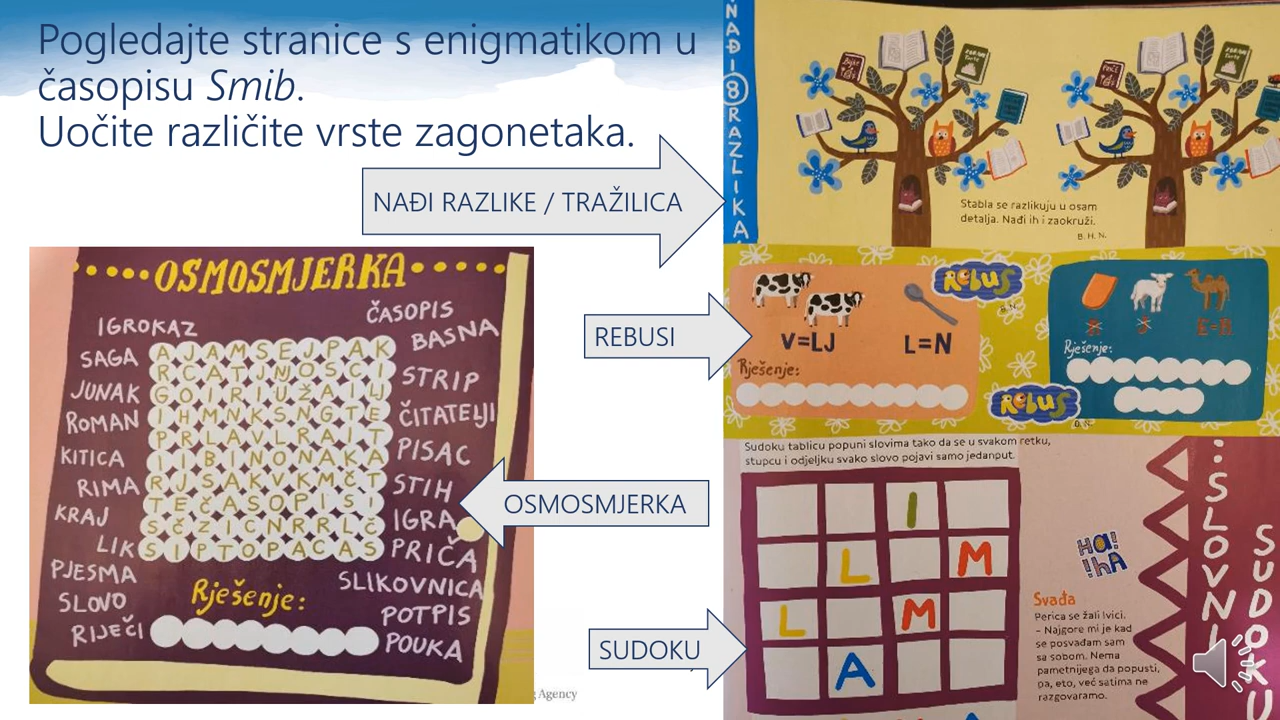 Pogledajte stranice s enigmatikom u
časopisu Smib.
Uočite različite vrste zagonetaka.
NAĐI RAZLIKE / TRAŽILICA
REBUSI
OSMOSMJERKA
SUDOKU
OSMOSMJERKA
IGROKAZ
SAGA
JUNAK
ROMAN
KITICA
RIMA
KRAJ
LIK
PJESMA
SLOVO
RIJEČI
ČASOPIS
BASNA
STRIP
ČITATELJI
PISAC
STIH
IGRA
PRIČA
SLIKOVNICA
POTPIS
POUKA
A J A M S E J P A K
Rješenje:
Agency
NAĐI 8 RAZLIKA
Stabla se razlikuju u osam
detalja. Nađi ih i zaokruži.
B. H. N.
REBUS
V=LJ
L=N
Rješenje:
Rješenje:
REBUS
Sudoku tablicu popuni slovima tako da se u svakom retku,
stupcu i odjeljku svako slovo pojavi samo jedanput.
I
L M
L M
A
Ha!
!hA
Svađa
Perica se žali Ivici.
– Najgore mi je kad
se posvađam sam
sa sobom. Nema
pametnijega da popusti,
pa, eto, već satima ne
razgovaramo.
SLOVNI
SUDOKU